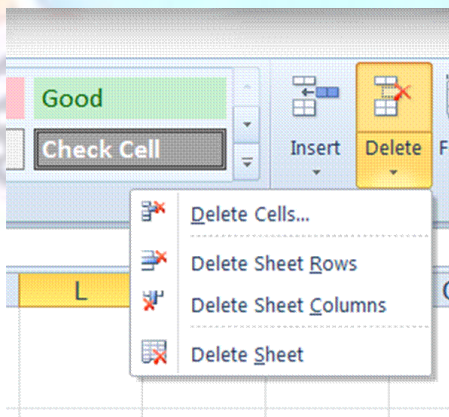 Good
Check Cell
Insert
Delete
F
Delete Cells...
Delete Sheet Rows
Delete Sheet Columns
Delete Sheet
L